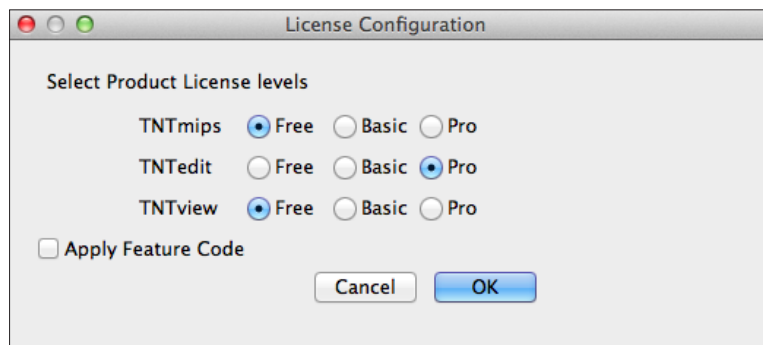 License Configuration
Select Product License levels
TNTmips Free Basic Pro
TNTedit Free Basic Pro
TNTview Free Basic Pro
Apply Feature Code
Cancel OK